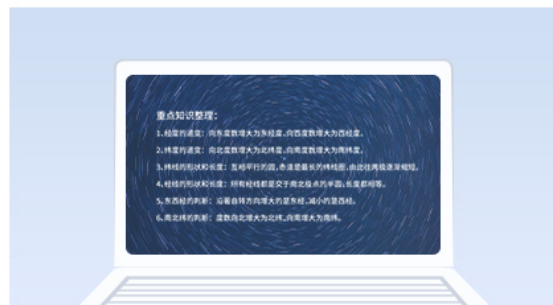 重点知识整理：
1、经度的递变：向东度数增大为东经度，向西度数增大为西经度。
2、纬度的递变：向北度数增大为北纬度，向南度数增大为南纬度。
3、纬线的形状和长度：互相平行的圆，赤道是最长的纬线圈，由此往两极逐渐缩短。
4、经线的形状和长度：所有经线都是交于南北极点的半圆，长度都相等。
5、东西经的判断：沿着自转方向增大的是东经，减小的是西经。
6、南北纬的判断：度数向北增大为北纬，向南增大为南纬。